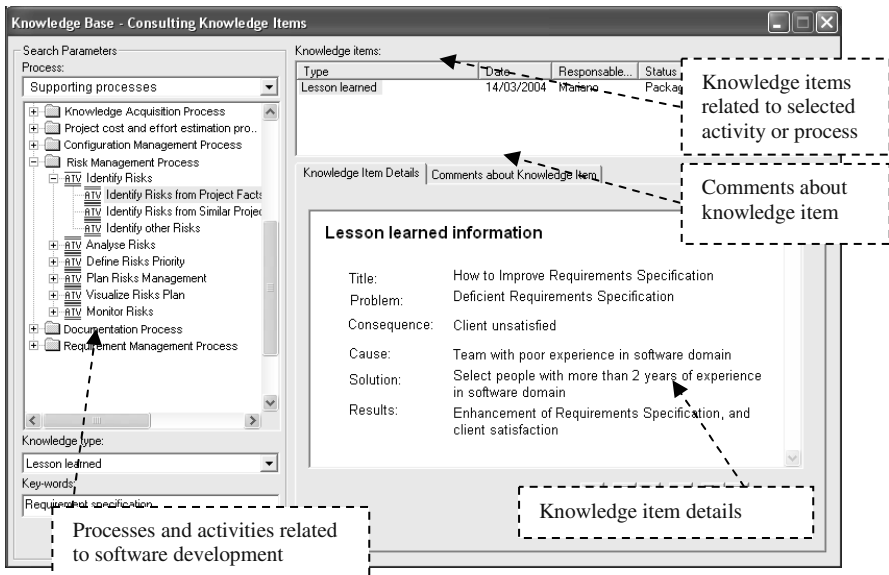 Knowledge Base - Consulting Knowledge Items
Search Parameters
Process:
Supporting processes
Knowledge Acquisition Process
Project cost and effort estimation pro..
Configuration Management Process
Risk Management Process
ATV Identify Risks
ATV Identify Risks from Project Facts
ATV Identify Risks from Similar Projec
ATV Identify other Risks
ATV Analyse Risks
ATV Define Risks Priority
ATV Plan Risks Management
ATV Visualize Risks Plan
ATV Monitor Risks
Documentation Process
Requirement Management Process
Knowledge type:
Lesson learned
Key-words:
Requirement specification
Processes and activities related
to software development
Knowledge items:
Type Date Responsable... Status
Lesson learned 14/03/2004 Mariano Packag
Knowledge items
related to selected
activity or process
Knowledge Item Details Comments about Knowledge Item
Comments about
knowledge item
Lesson learned information
Title: How to Improve Requirements Specification
Problem: Deficient Requirements Specification
Consequence: Client unsatisfied
Cause: Team with poor experience in software domain
Solution: Select people with more than 2 years of experience
in software domain
Results: Enhancement of Requirements Specification, and
client satisfaction
Knowledge item details